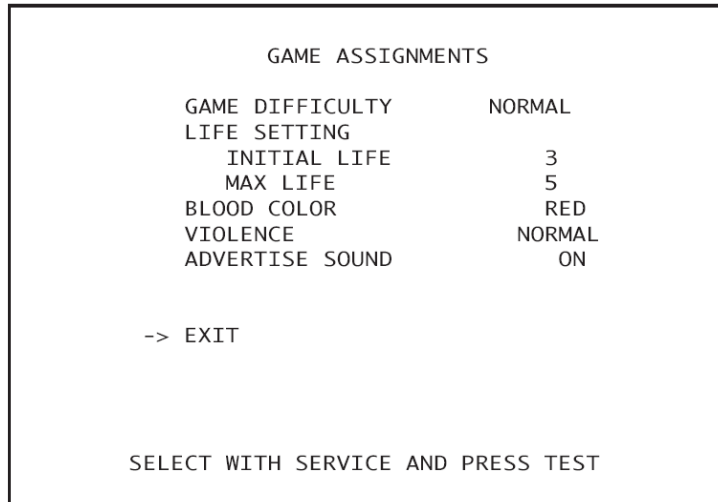 GAME ASSIGNMENTS
GAME DIFFICULTY NORMAL
LIFE SETTING
INITIAL LIFE 3
MAX LIFE 5
BLOOD COLOR RED
VIOLENCE NORMAL
ADVERTISE SOUND ON
-> EXIT
SELECT WITH SERVICE AND PRESS TEST